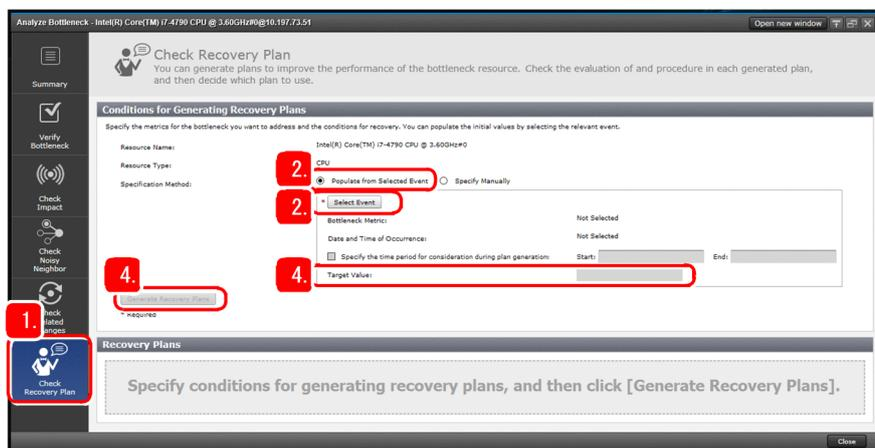 Analyze Bottleneck - Intel(R) Core(TM) i7-4790 CPU @ 3.60GHz#0@10.197.73.51
Open new window
Summary
Verify
Bottleneck
Check
Impact
Check
Noisy
Neighbor
1.
Check
Recovery Plan
Check Recovery Plan
You can generate plans to improve the performance of the bottleneck resource. Check the evaluation of and procedure in each generated plan,
and then decide which plan to use.
Conditions for Generating Recovery Plans
Specify the metrics for the bottleneck you want to address and the conditions for recovery. You can populate the initial values by selecting the relevant event.
Resource Name: Intel(R) Core(TM) i7-4790 CPU @ 3.60GHz#0
Resource Type: CPU
Specification Method: 2. Populate from Selected Event Specify Manually
2. * Select Event
Bottleneck Metric: Not Selected
Date and Time of Occurrence: Not Selected
Specify the time period for consideration during plan generation: Start: End:
4. Target Value:
4.
Generate Recovery Plans
* Required
Recovery Plans
Specify conditions for generating recovery plans, and then click [Generate Recovery Plans].
Close